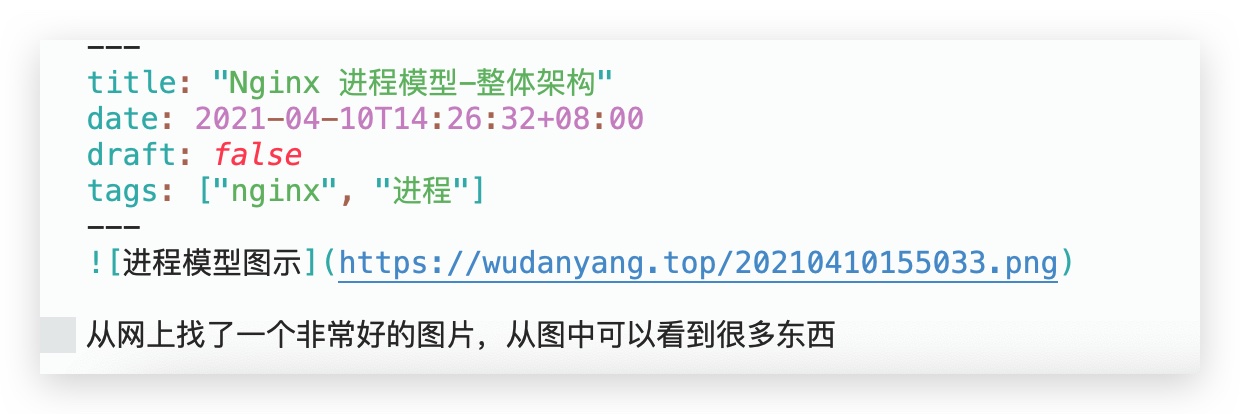 ---
title: "Nginx 进程模型-整体架构"
date: 2021-04-10T14:26:32+08:00
draft: false
tags: ["nginx", "进程"]
---
![进程模型图示](https://wudanyang.top/20210410155033.png)
从网上找了一个非常好的图片，从图中可以看到很多东西